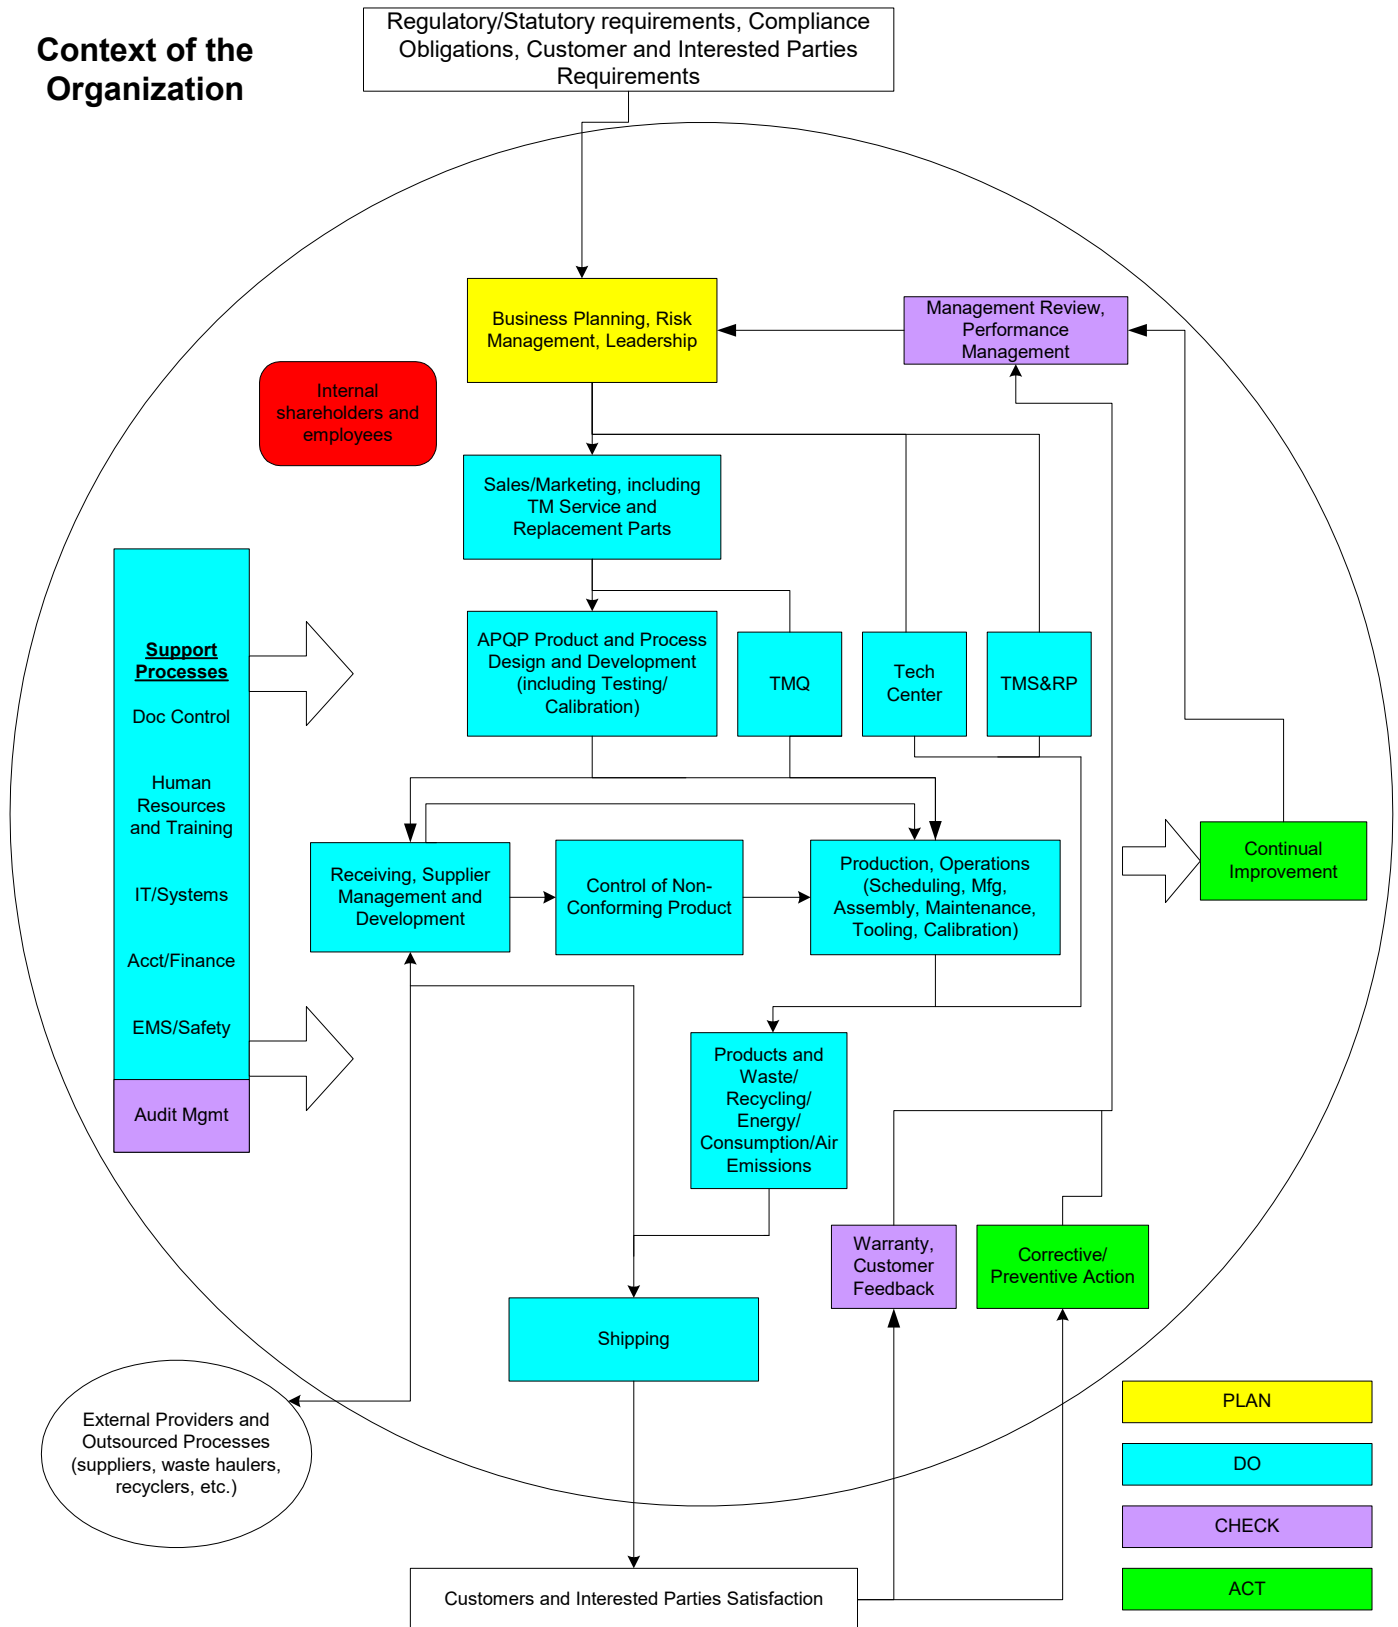 Context of the
Organization
Regulatory/Statutory requirements, Compliance
Obligations, Customer and Interested Parties
Requirements
Business Planning, Risk
Management, Leadership
Management Review,
Performance
Management
Internal
shareholders and
employees
Sales/Marketing, including
TM Service and
Replacement Parts
Support
Processes
Doc Control
Human
Resources
and Training
IT/Systems
Acct/Finance
EMS/Safety
Audit Mgmt
APQP Product and Process
Design and Development
(including Testing/
Calibration)
TMQ
Tech
Center
TMS&RP
Receiving, Supplier
Management and
Development
Control of Non-
Conforming Product
Production, Operations
(Scheduling, Mfg,
Assembly, Maintenance,
Tooling, Calibration)
Continual
Improvement
Products and
Waste/
Recycling/
Energy/
Consumption/Air
Emissions
Warranty,
Customer
Feedback
Corrective/
Preventive Action
Shipping
External Providers and
Outsourced Processes
(suppliers, waste haulers,
recyclers, etc.)
PLAN
DO
CHECK
ACT
Customers and Interested Parties Satisfaction